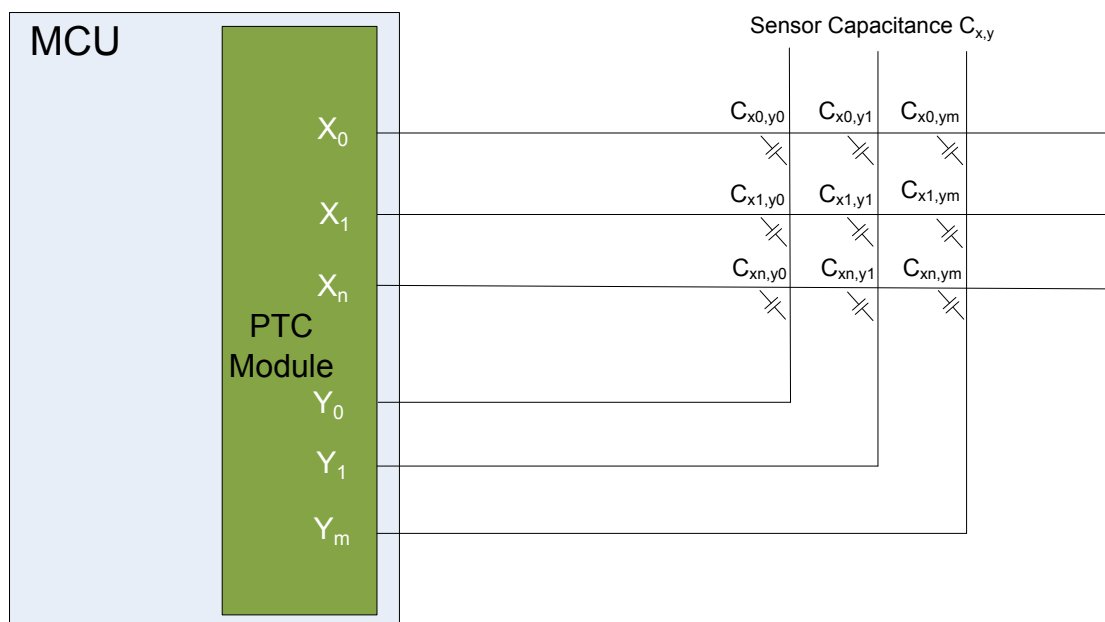 MCU
Sensor Capacitance Cx,y
Cx0,y0 Cx0,y1 Cx0,ym
X0
Cx1,y0 Cx1,y1 Cx1,ym
X1
Cxn,y0 Cxn,y1 Cxn,ym
Xn
PTC
Module
Y0
Y1
Ym